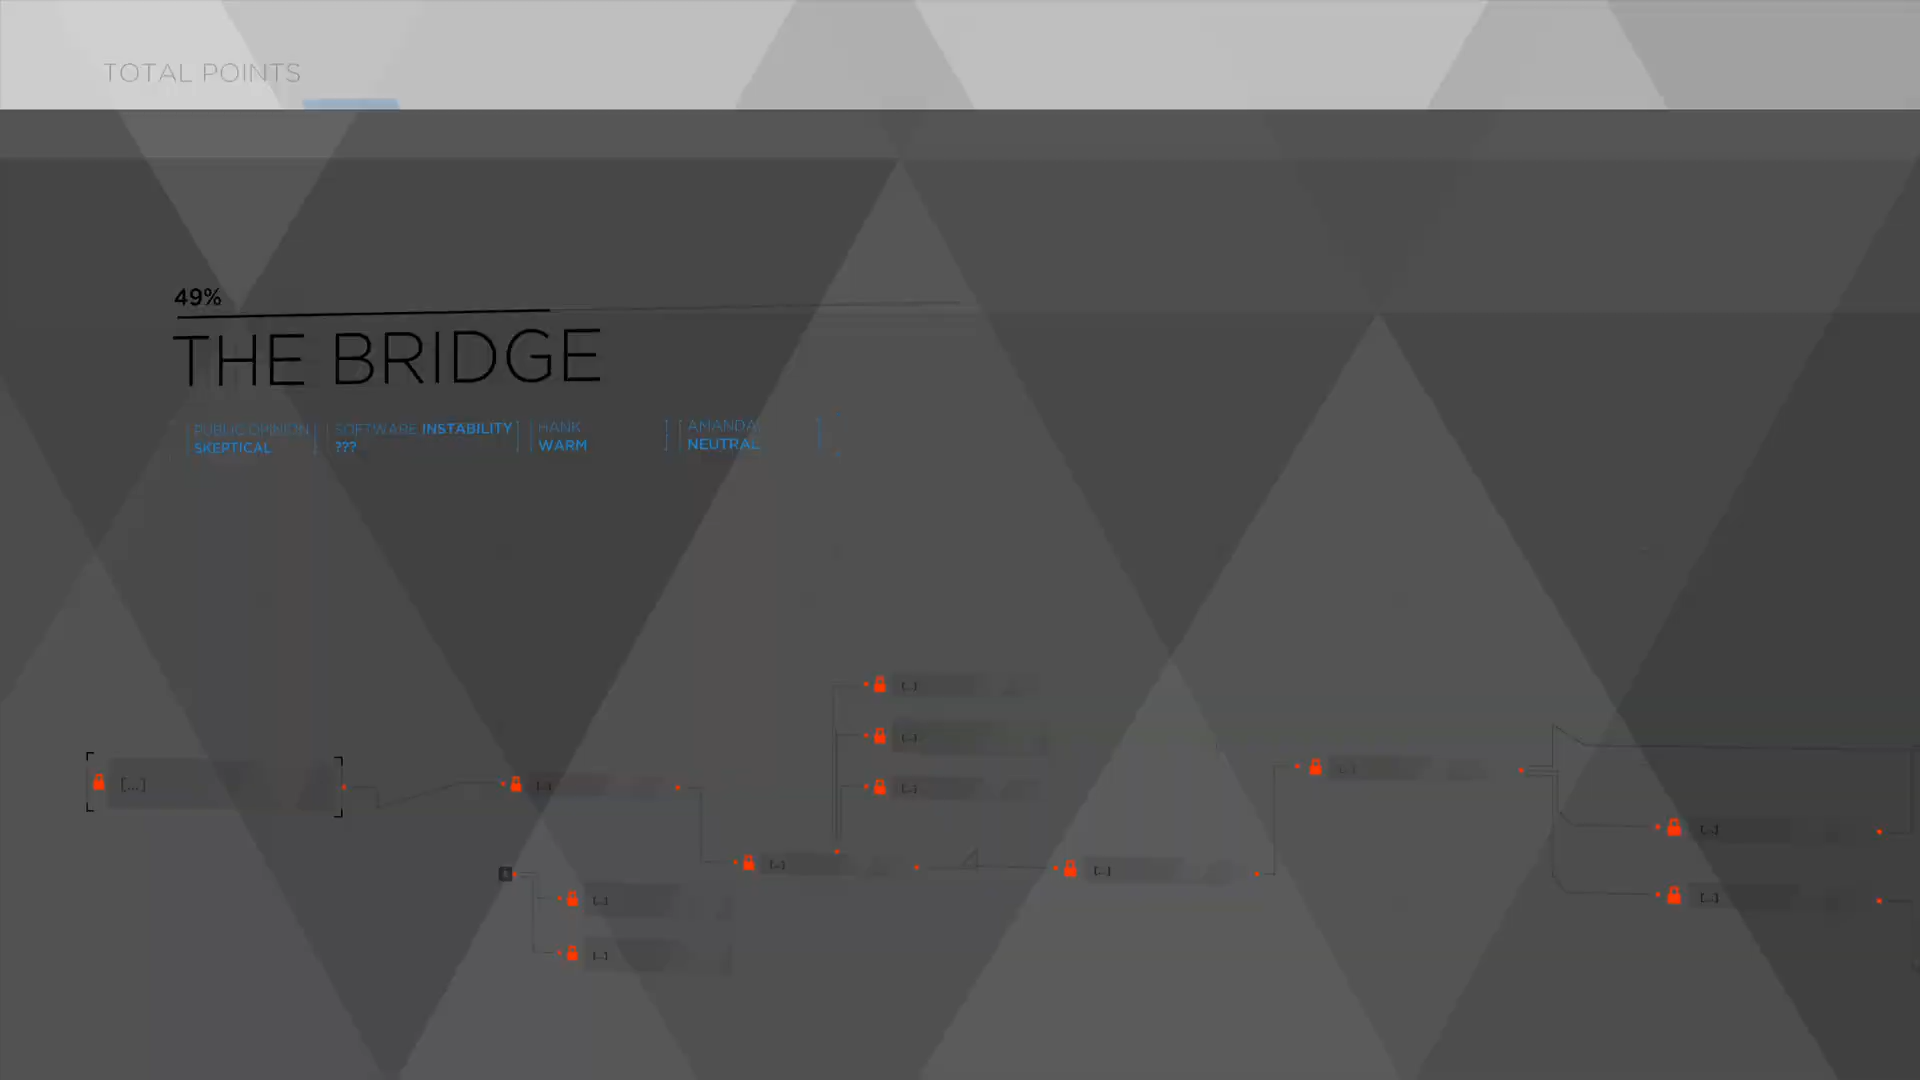 TOTAL POINTS
49%
THE BRIDGE
PUBLIC OPINION SOFTWARE INSTABILITY HANK AMANDA
SKEPTICAL ??? WARM NEUTRAL
[...]
[...]
[...]
[...]
[...] [...]
[...] [...]
[...]
[...]
[...] [...]
[...]